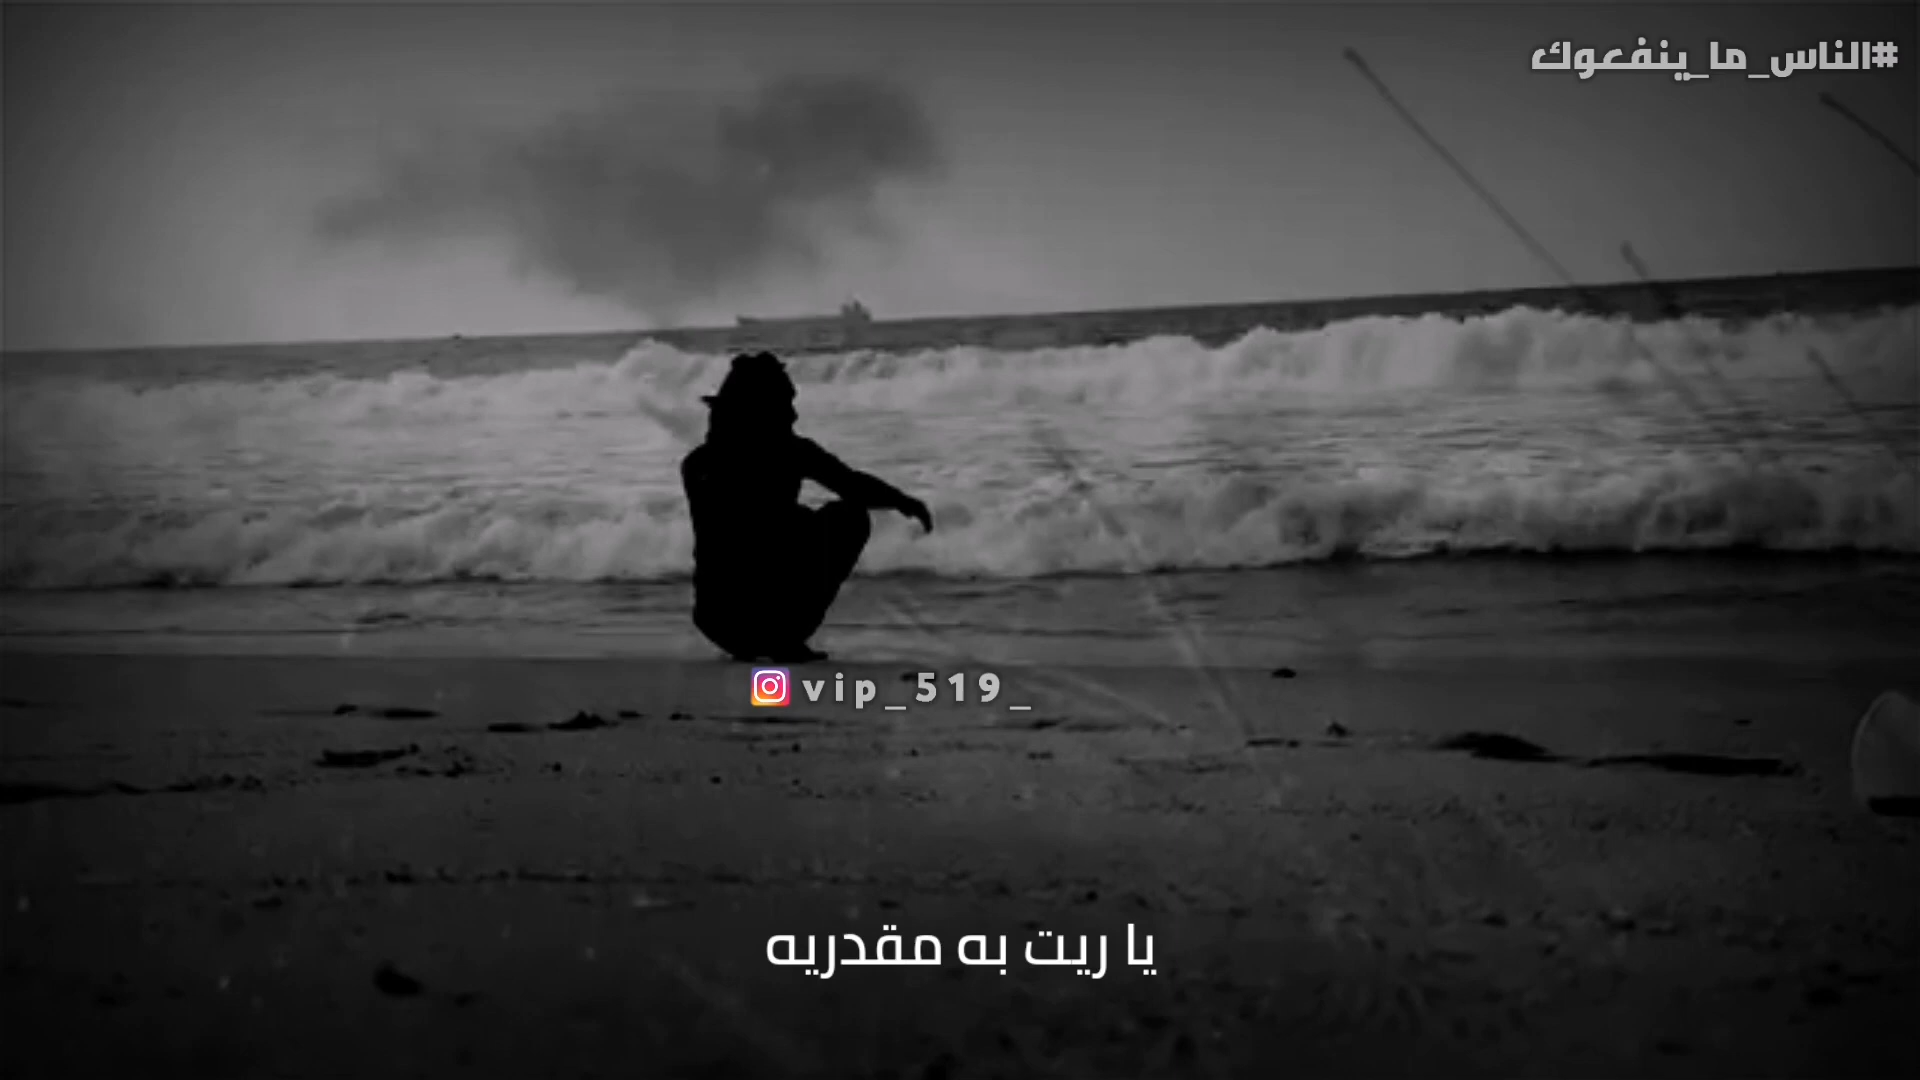 #الناس_ما_ينفعوك
vip_519_
يا ريت به مقدريه